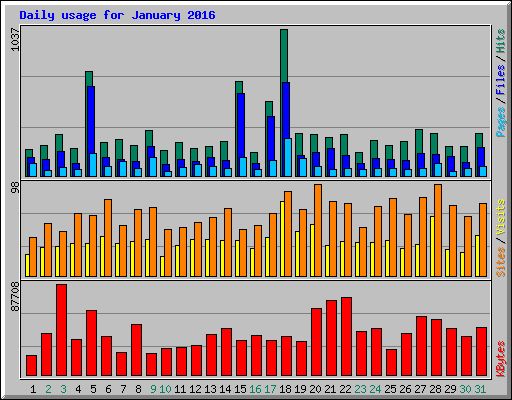 Daily usage for January 2016
1037
Pages / Files / Hits
98
Sites / Visits
87708
KBytes
1 2 3 4 5 6 7 8 9 10 11 12 13 14 15 16 17 18 19 20 21 22 23 24 25 26 27 28 29 30 31